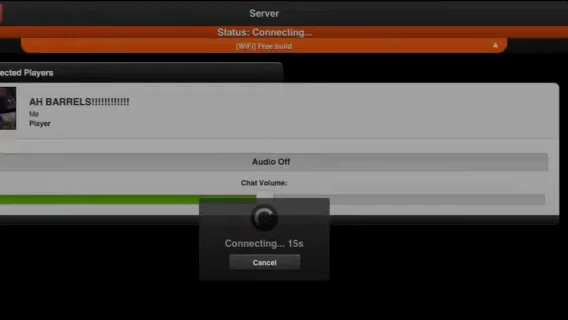 Server
Status: Connecting...
[WiFi] Free build
ected Players
AH BARRELS!!!!!!!!!!!!
Me
Player
Audio Off
Chat Volume:
Connecting... 15s
Cancel